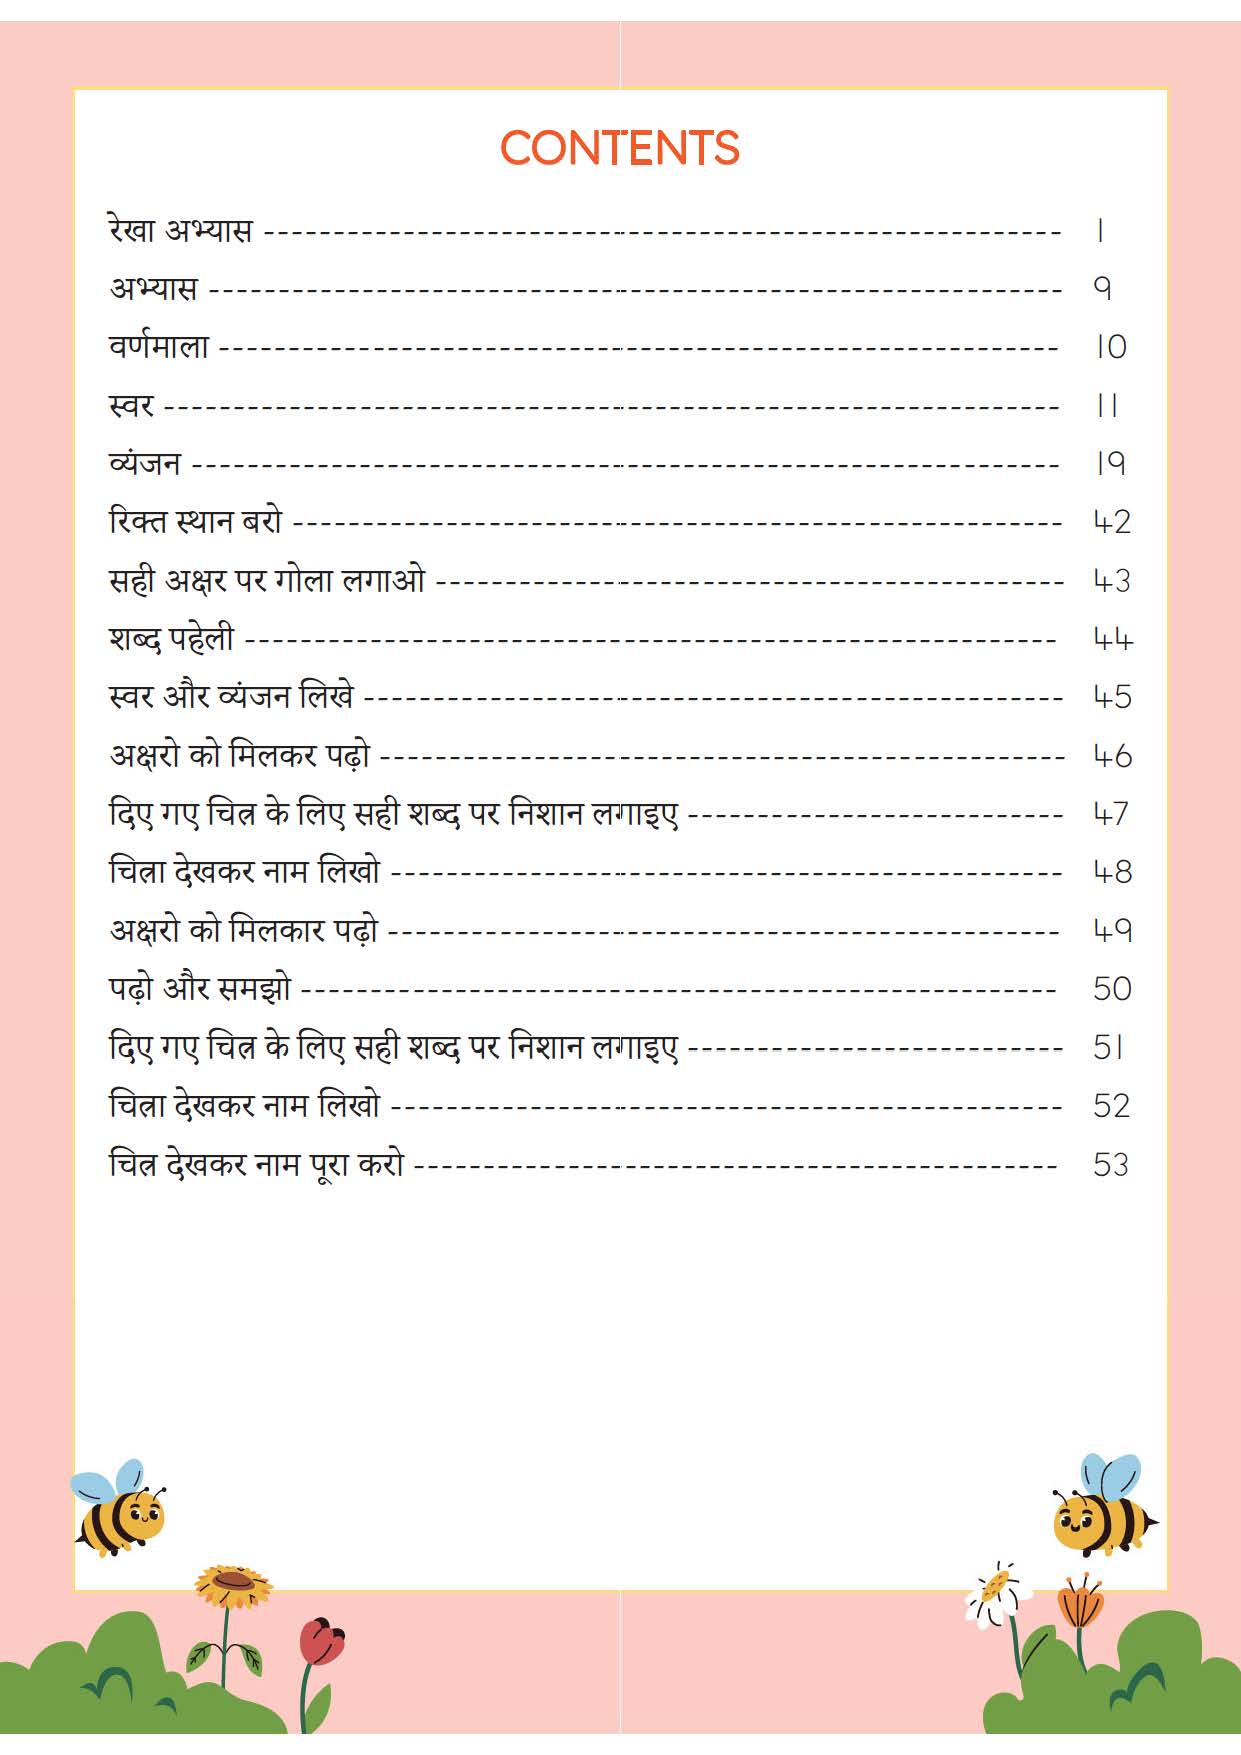 CONTENTS
रेखा अभ्यास ---------------------------------------------------------- 1
अभ्यास -------------------------------------------------------------- 9
वर्णमाला ------------------------------------------------------------- 10
स्वर ----------------------------------------------------------------- 11
व्यंजन --------------------------------------------------------------- 19
रिक्त स्थान बरो -------------------------------------------------------- 42
सही अक्षर पर गोला लगाओ ---------------------------------------------- 43
शब्द पहेली ----------------------------------------------------------- 44
स्वर और व्यंजन लिखे --------------------------------------------------- 45
अक्षरो को मिलकर पढ़ो -------------------------------------------------- 46
दिए गए चित्र के लिए सही शब्द पर निशान लगाइए --------------------------- 47
चित्रा देखकर नाम लिखो ------------------------------------------------- 48
अक्षरो को मिलकार पढ़ो ------------------------------------------------- 49
पढ़ो और समझो ------------------------------------------------------- 50
दिए गए चित्र के लिए सही शब्द पर निशान लगाइए --------------------------- 51
चित्रा देखकर नाम लिखो ------------------------------------------------- 52
चित्र देखकर नाम पूरा करो ----------------------------------------------- 53